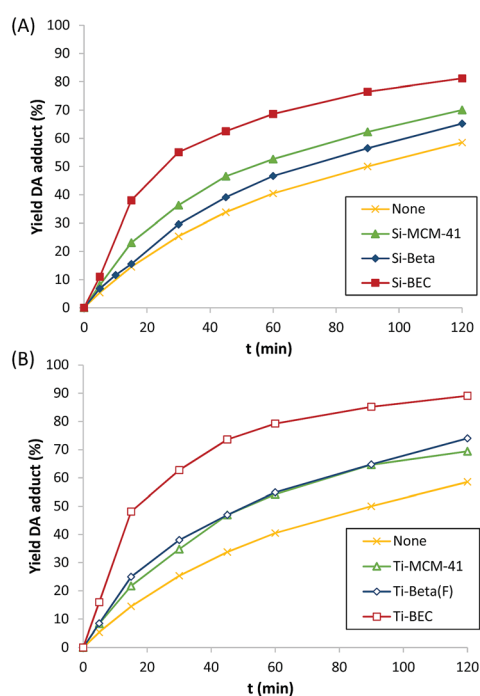 (A)
Yield DA adduct (%)
100
90
80
70
60
50
40
30
20
10
0
0 20 40 60 80 100 120
t (min)
None
Si-MCM-41
Si-Beta
Si-BEC
(B)
Yield DA adduct (%)
100
90
80
70
60
50
40
30
20
10
0
0 20 40 60 80 100 120
t (min)
None
Ti-MCM-41
Ti-Beta(F)
Ti-BEC